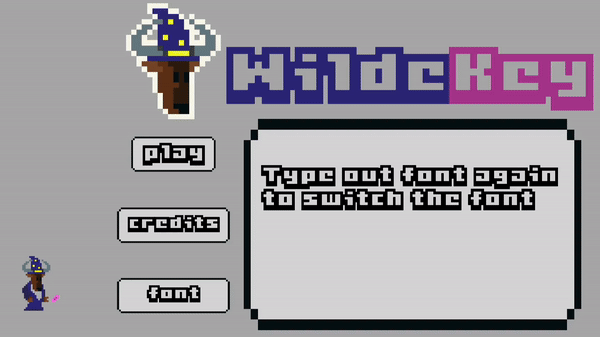 WildeKey
play
Type out font again
to switch the font
credits
font